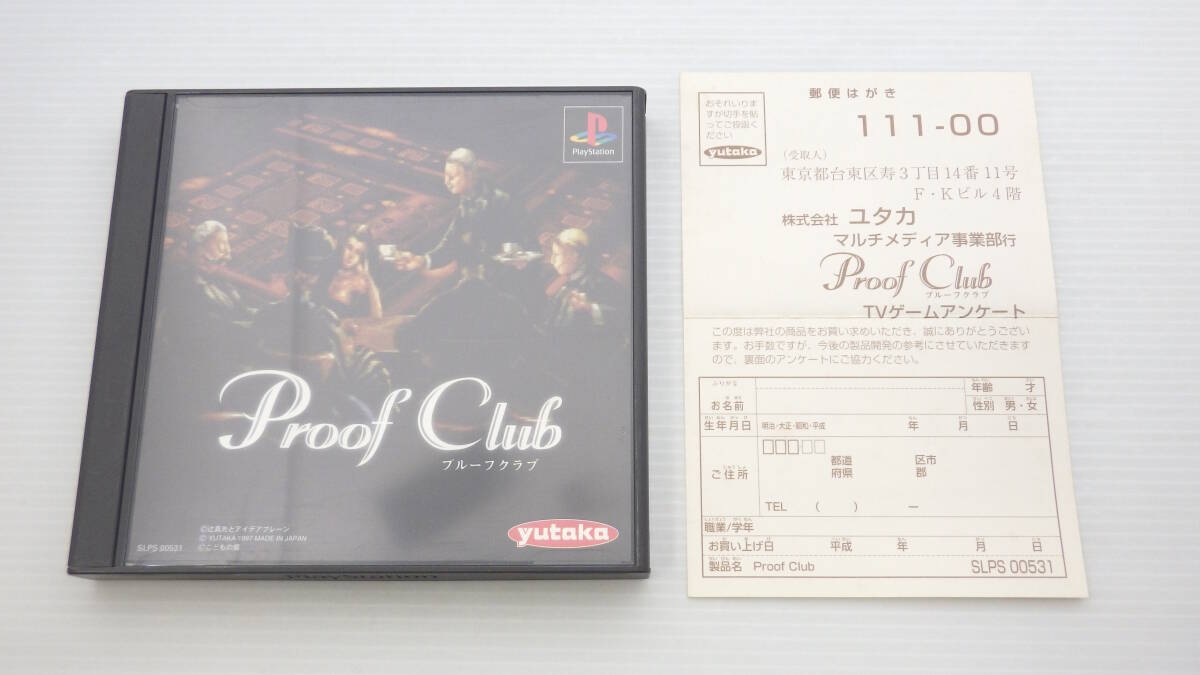 PlayStation
Proof Club
プルーフクラブ
©辻真先とアイデアブレーン
© YUTAKA 1997 MADE IN JAPAN
SLPS 00531
©こどもの館
yutaka
PlayStation
郵便はがき
おそれいりま
すが切手を貼
ってご投函く
ださい
yutaka
111-00
(受取人)
東京都台東区寿3丁目14番11号
F・Kビル4階
株式会社 ユタカ
マルチメディア事業部行
Proof Club
プルーフクラブ
TVゲームアンケート
この度は弊社の商品をお買い求めいただき、誠にありがとうござい
ます。お手数ですが、今後の製品開発の参考にさせていただきます
ので、裏面のアンケートにご協力ください。
ふりがな
お名前
年齢 才
性別 男・女
生年月日 明治・大正・昭和・平成 年 月 日
ご住所
都道 区市
府県 郡
TEL ( ) ー
職業/学年
お買い上げ日 平成 年 月 日
製品名 Proof Club SLPS 00531